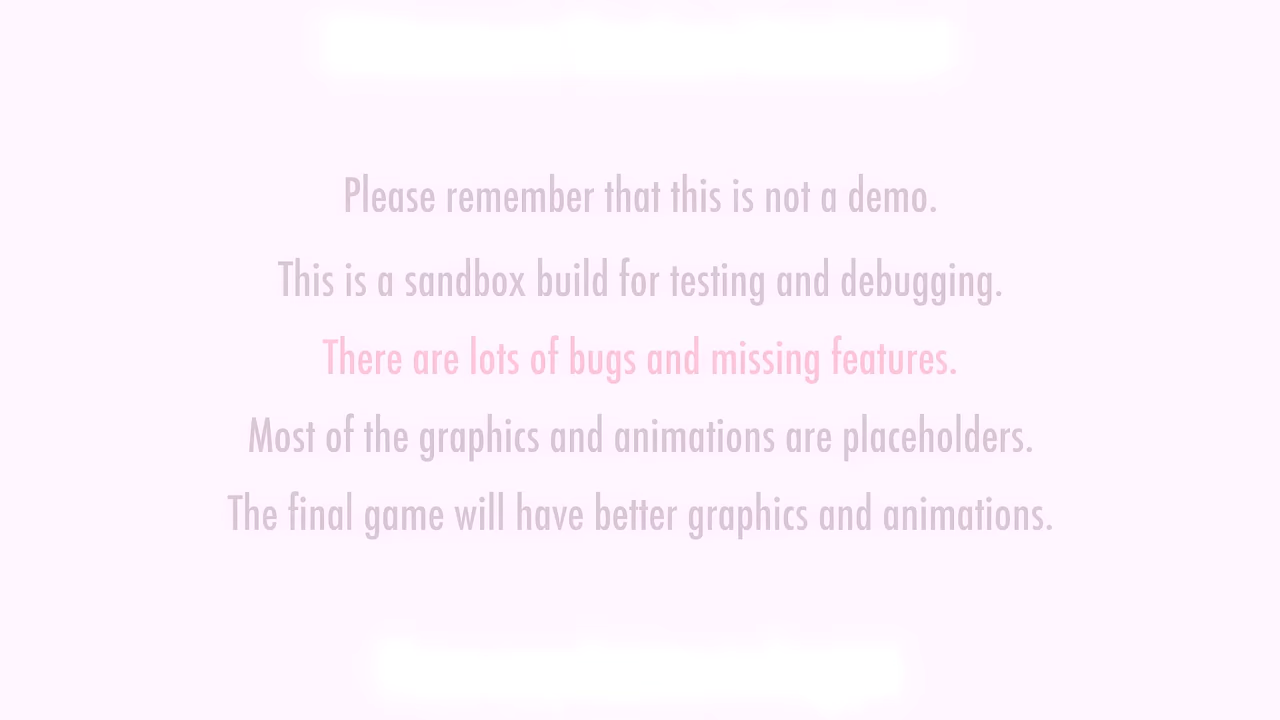 Please remember that this is not a demo.
This is a sandbox build for testing and debugging.
There are lots of bugs and missing features.
Most of the graphics and animations are placeholders.
The final game will have better graphics and animations.